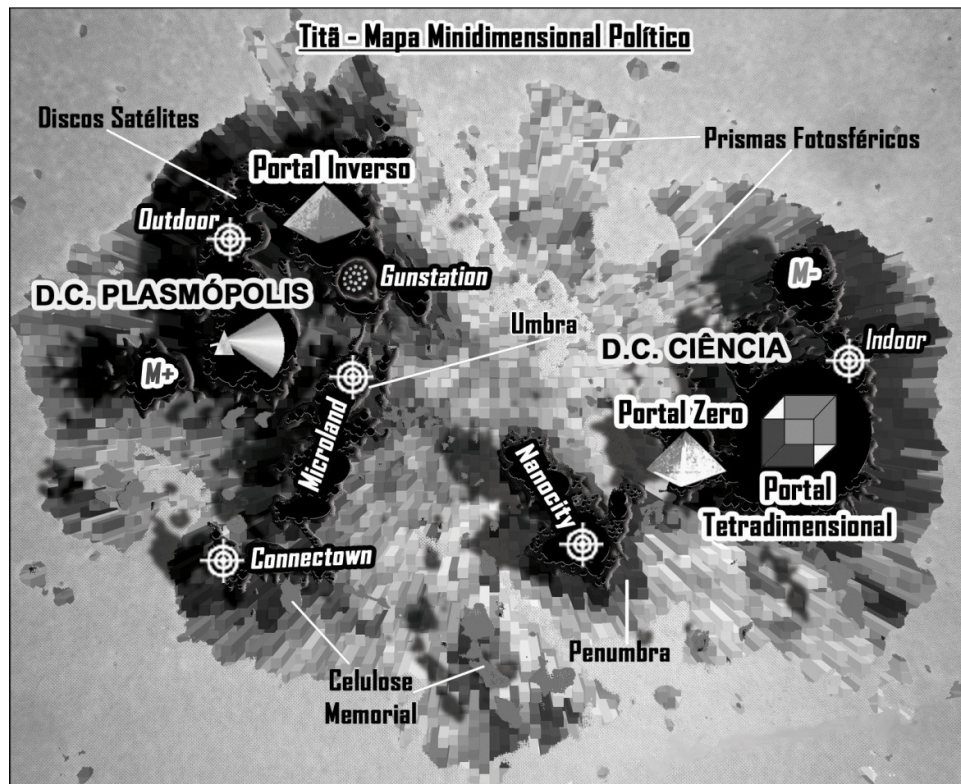 Titã - Mapa Minidimensional Político
Discos Satélites
Prismas Fotosféricos
Portal Inverso
Outdoor
Gunstation
M-
D.C. PLASMÓPOLIS
Umbra
D.C. CIÊNCIA
Indoor
M+
Portal Zero
Microland
Nanocity
Portal
Tetradimensional
Connectown
Penumbra
Celulose
Memorial